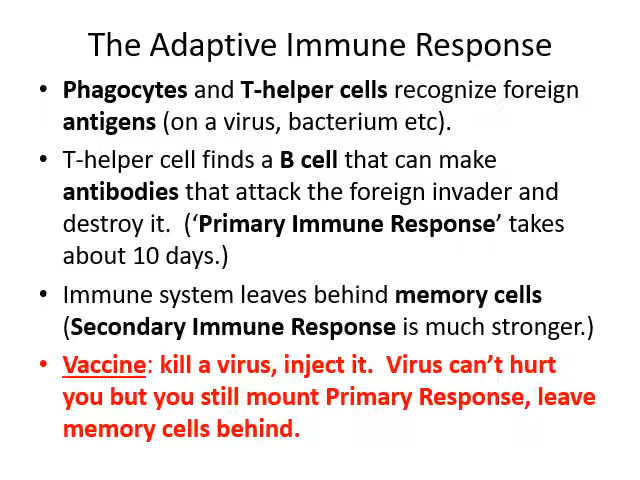 The Adaptive Immune Response
• Phagocytes and T-helper cells recognize foreign
antigens (on a virus, bacterium etc).
• T-helper cell finds a B cell that can make
antibodies that attack the foreign invader and
destroy it.  (‘Primary Immune Response’ takes
about 10 days.)
• Immune system leaves behind memory cells
(Secondary Immune Response is much stronger.)
• Vaccine: kill a virus, inject it.  Virus can’t hurt
you but you still mount Primary Response, leave
memory cells behind.